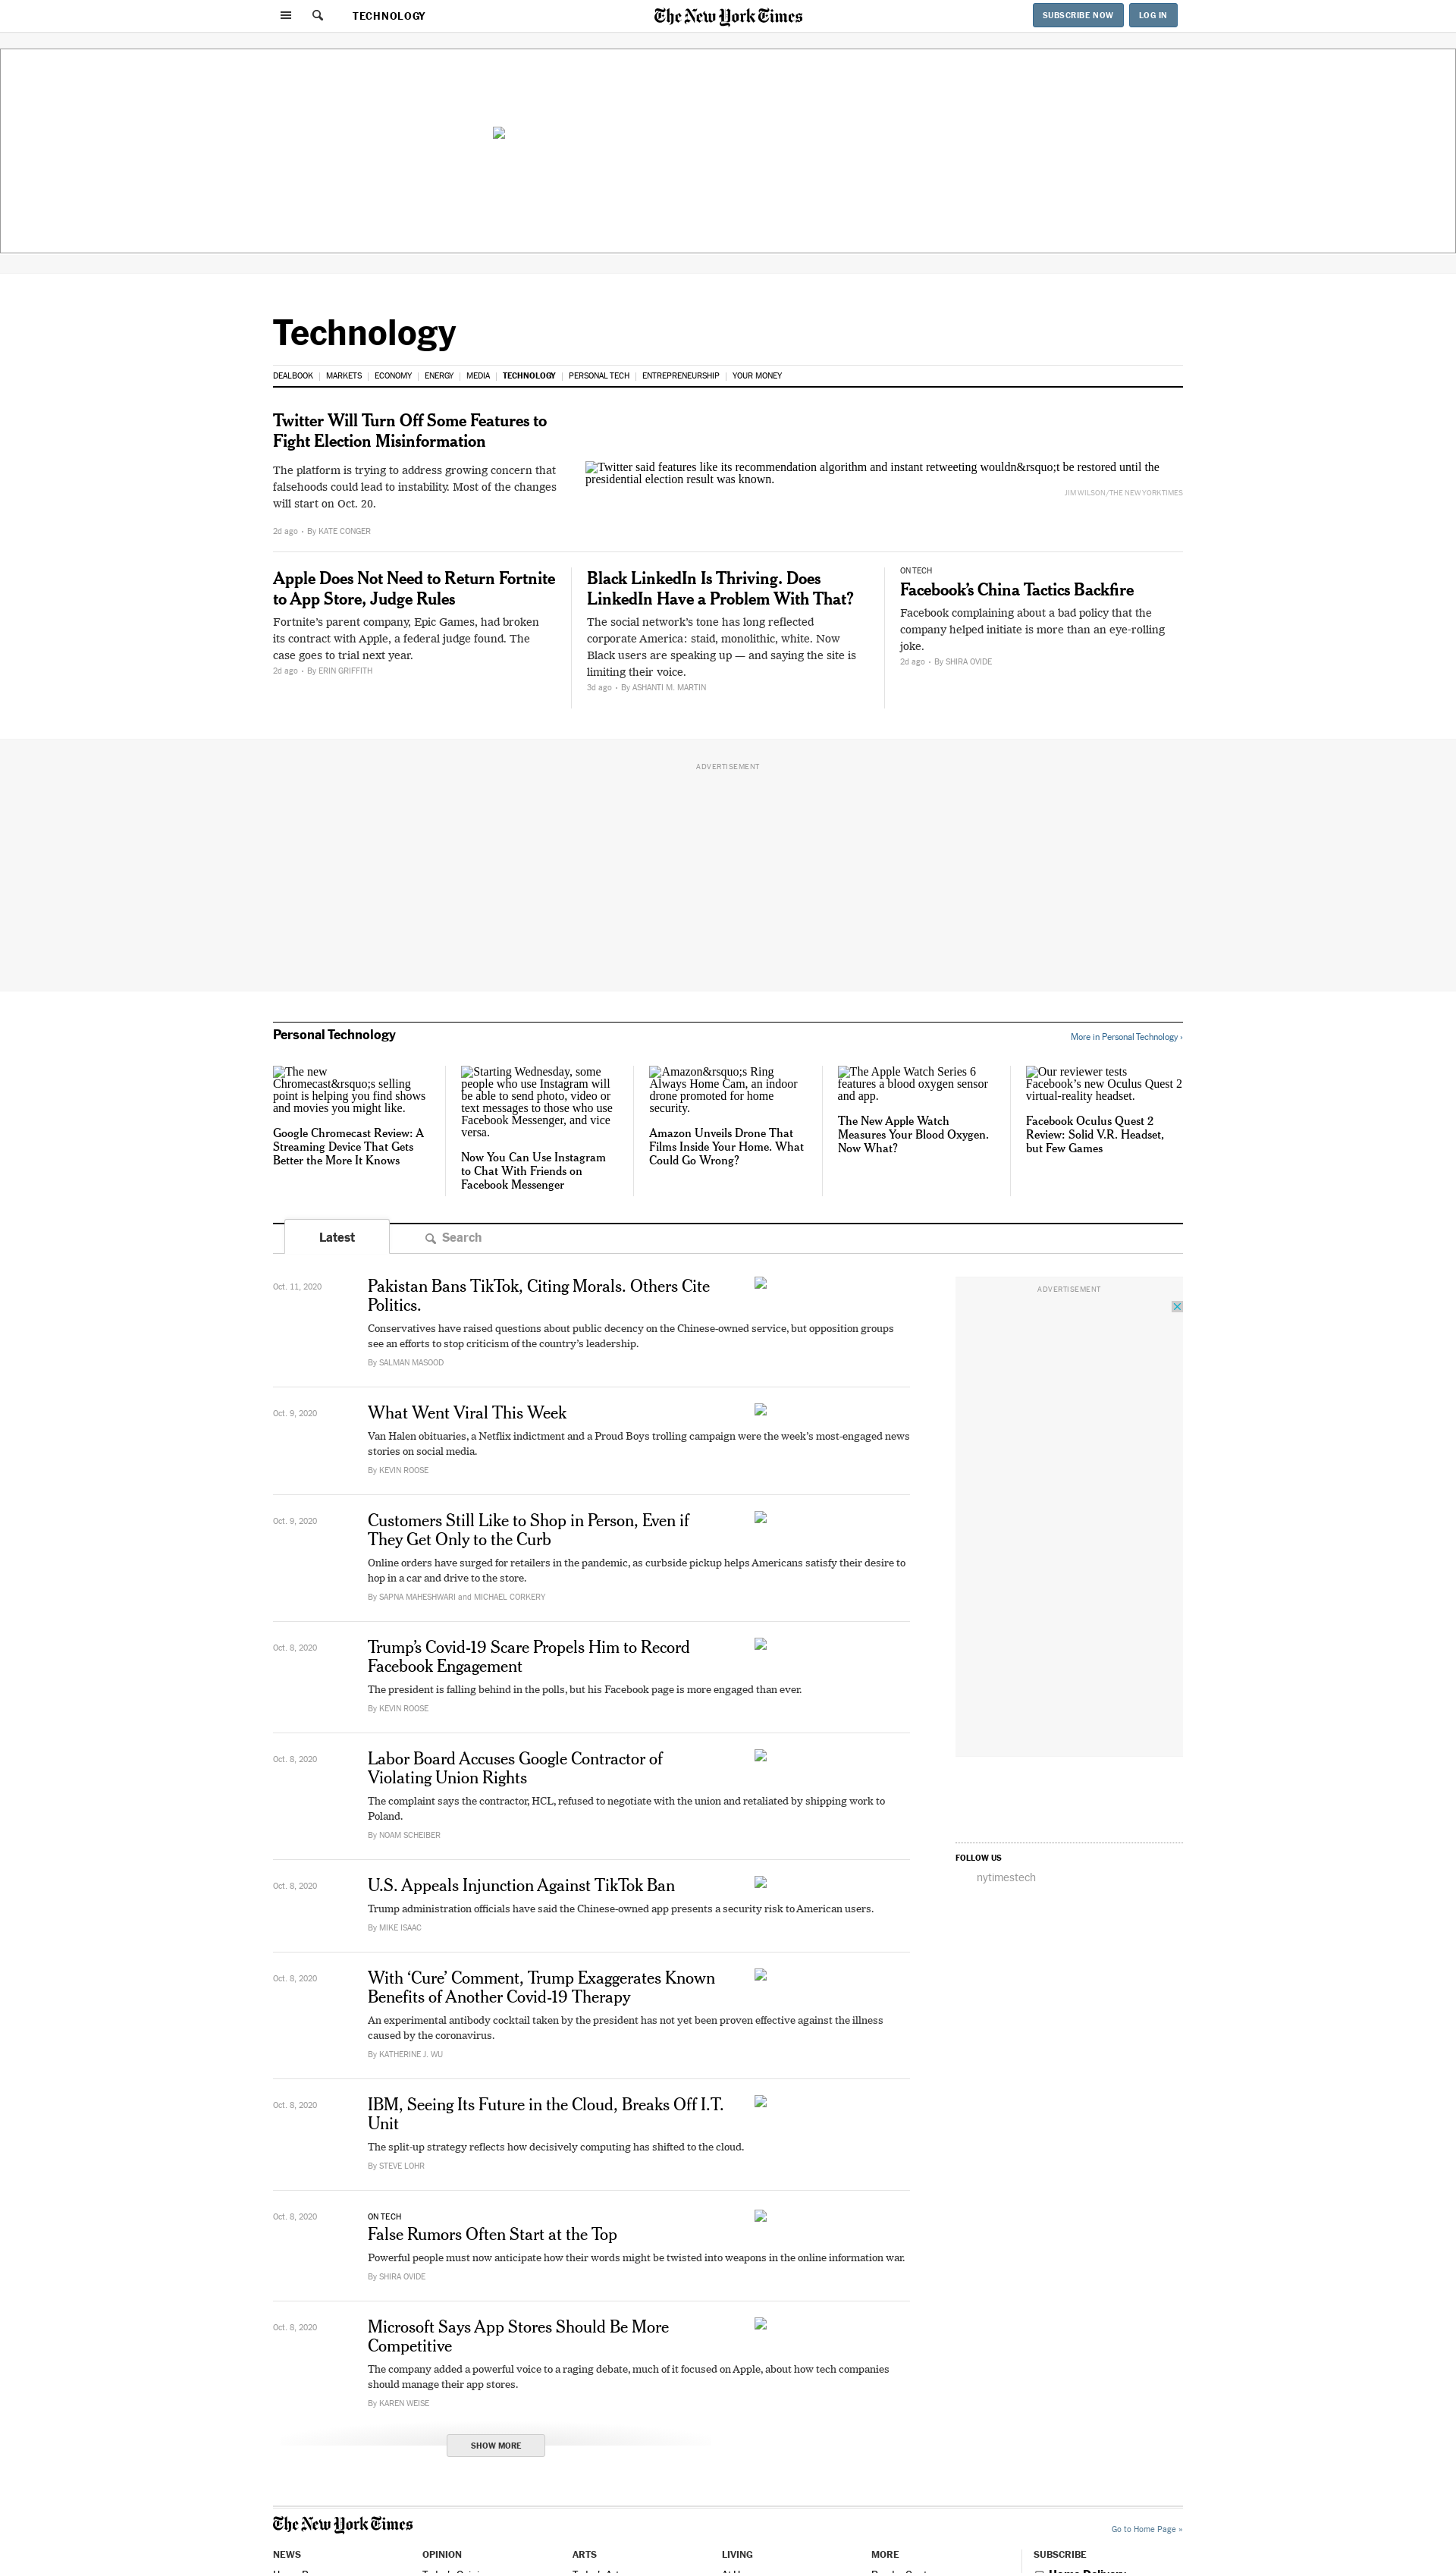 TECHNOLOGY
The New York Times
SUBSCRIBE NOW
LOG IN
Technology
DEALBOOK
MARKETS
ECONOMY
ENERGY
MEDIA
TECHNOLOGY
PERSONAL TECH
ENTREPRENEURSHIP
YOUR MONEY
Twitter Will Turn Off Some Features to
Fight Election Misinformation
The platform is trying to address growing concern that
falsehoods could lead to instability. Most of the changes
will start on Oct. 20.
2d ago • By KATE CONGER
Twitter said features like its recommendation algorithm and instant retweeting wouldn&rsquo;t be restored until the
presidential election result was known.
JIM WILSON/THE NEW YORK TIMES
Apple Does Not Need to Return Fortnite
to App Store, Judge Rules
Fortnite’s parent company, Epic Games, had broken
its contract with Apple, a federal judge found. The
case goes to trial next year.
2d ago • By ERIN GRIFFITH
Black LinkedIn Is Thriving. Does
LinkedIn Have a Problem With That?
The social network’s tone has long reflected
corporate America: staid, monolithic, white. Now
Black users are speaking up — and saying the site is
limiting their voice.
3d ago • By ASHANTI M. MARTIN
ON TECH
Facebook’s China Tactics Backfire
Facebook complaining about a bad policy that the
company helped initiate is more than an eye-rolling
joke.
2d ago • By SHIRA OVIDE
ADVERTISEMENT
Personal Technology
More in Personal Technology ›
The new
Chromecast&rsquo;s selling
point is helping you find shows
and movies you might like.
Google Chromecast Review: A
Streaming Device That Gets
Better the More It Knows
Starting Wednesday, some
people who use Instagram will
be able to send photo, video or
text messages to those who use
Facebook Messenger, and vice
versa.
Now You Can Use Instagram
to Chat With Friends on
Facebook Messenger
Amazon&rsquo;s Ring
Always Home Cam, an indoor
drone promoted for home
security.
Amazon Unveils Drone That
Films Inside Your Home. What
Could Go Wrong?
The Apple Watch Series 6
features a blood oxygen sensor
and app.
The New Apple Watch
Measures Your Blood Oxygen.
Now What?
Our reviewer tests
Facebook’s new Oculus Quest 2
virtual-reality headset.
Facebook Oculus Quest 2
Review: Solid V.R. Headset,
but Few Games
Latest
Search
Oct. 11, 2020
Pakistan Bans TikTok, Citing Morals. Others Cite
Politics.
Conservatives have raised questions about public decency on the Chinese-owned service, but opposition groups
see an efforts to stop criticism of the country’s leadership.
By SALMAN MASOOD
Oct. 9, 2020
What Went Viral This Week
Van Halen obituaries, a Netflix indictment and a Proud Boys trolling campaign were the week’s most-engaged news
stories on social media.
By KEVIN ROOSE
Oct. 9, 2020
Customers Still Like to Shop in Person, Even if
They Get Only to the Curb
Online orders have surged for retailers in the pandemic, as curbside pickup helps Americans satisfy their desire to
hop in a car and drive to the store.
By SAPNA MAHESHWARI and MICHAEL CORKERY
Oct. 8, 2020
Trump’s Covid-19 Scare Propels Him to Record
Facebook Engagement
The president is falling behind in the polls, but his Facebook page is more engaged than ever.
By KEVIN ROOSE
Oct. 8, 2020
Labor Board Accuses Google Contractor of
Violating Union Rights
The complaint says the contractor, HCL, refused to negotiate with the union and retaliated by shipping work to
Poland.
By NOAM SCHEIBER
Oct. 8, 2020
U.S. Appeals Injunction Against TikTok Ban
Trump administration officials have said the Chinese-owned app presents a security risk to American users.
By MIKE ISAAC
Oct. 8, 2020
With ‘Cure’ Comment, Trump Exaggerates Known
Benefits of Another Covid-19 Therapy
An experimental antibody cocktail taken by the president has not yet been proven effective against the illness
caused by the coronavirus.
By KATHERINE J. WU
Oct. 8, 2020
IBM, Seeing Its Future in the Cloud, Breaks Off I.T.
Unit
The split-up strategy reflects how decisively computing has shifted to the cloud.
By STEVE LOHR
Oct. 8, 2020
ON TECH
False Rumors Often Start at the Top
Powerful people must now anticipate how their words might be twisted into weapons in the online information war.
By SHIRA OVIDE
Oct. 8, 2020
Microsoft Says App Stores Should Be More
Competitive
The company added a powerful voice to a raging debate, much of it focused on Apple, about how tech companies
should manage their app stores.
By KAREN WEISE
SHOW MORE
ADVERTISEMENT
FOLLOW US
nytimestech
The New York Times
Go to Home Page »
NEWS
OPINION
ARTS
LIVING
MORE
SUBSCRIBE